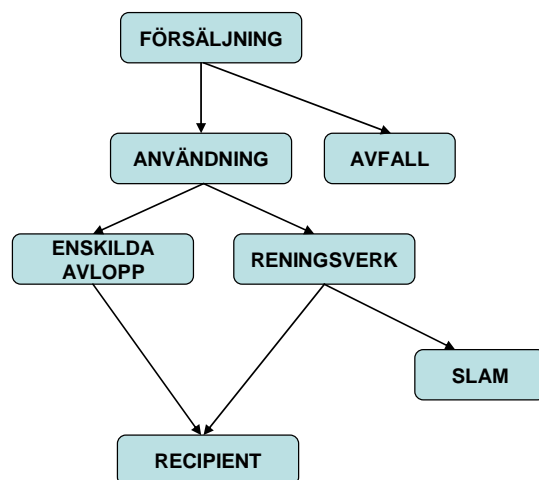 FÖRSÄLJNING
ANVÄNDNING
AVFALL
ENSKILDA
AVLOPP
RENINGSVERK
SLAM
RECIPIENT